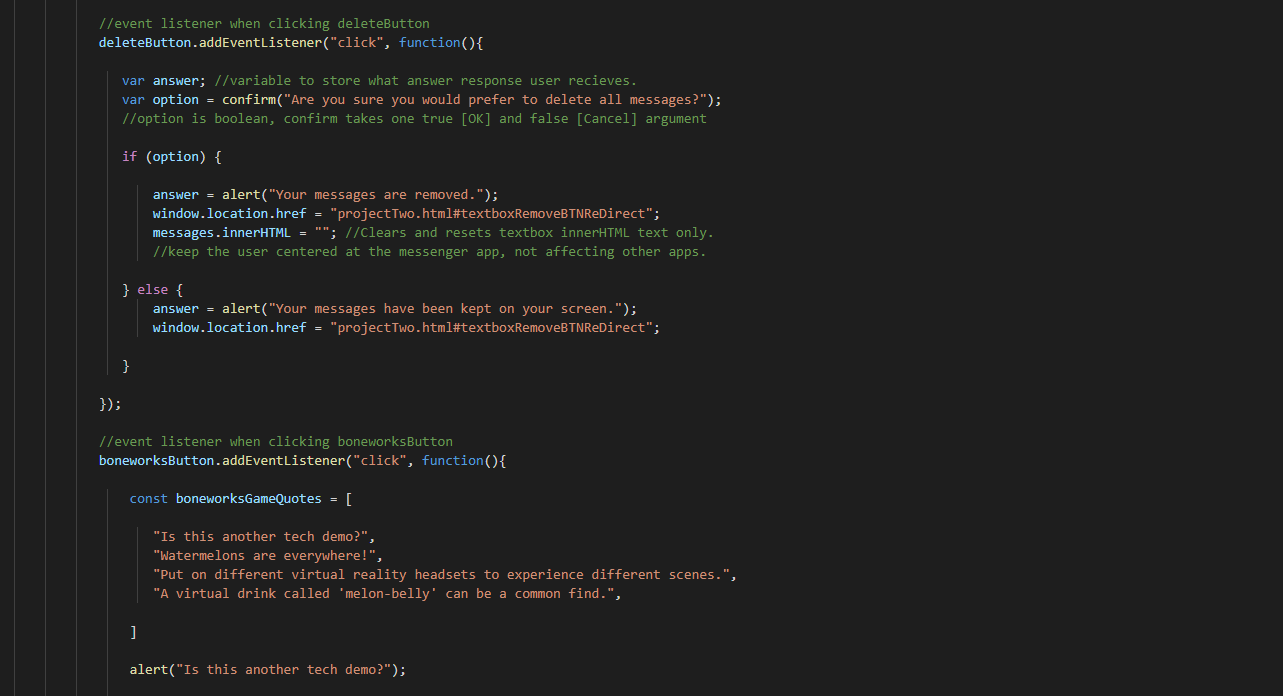 //event listener when clicking deleteButton
deleteButton.addEventListener("click", function(){
var answer; //variable to store what answer response user recieves.
var option = confirm("Are you sure you would prefer to delete all messages?");
//option is boolean, confirm takes one true [OK] and false [Cancel] argument
if (option) {
answer = alert("Your messages are removed.");
window.location.href = "projectTwo.html#textboxRemoveBTNReDirect";
messages.innerHTML = ""; //Clears and resets textbox innerHTML text only.
//keep the user centered at the messenger app, not affecting other apps.
} else {
answer = alert("Your messages have been kept on your screen.");
window.location.href = "projectTwo.html#textboxRemoveBTNReDirect";
}
});
//event listener when clicking boneworksButton
boneworksButton.addEventListener("click", function(){
const boneworksGameQuotes = [
"Is this another tech demo?",
"Watermelons are everywhere!",
"Put on different virtual reality headsets to experience different scenes.",
"A virtual drink called 'melon-belly' can be a common find.",
]
alert("Is this another tech demo?");